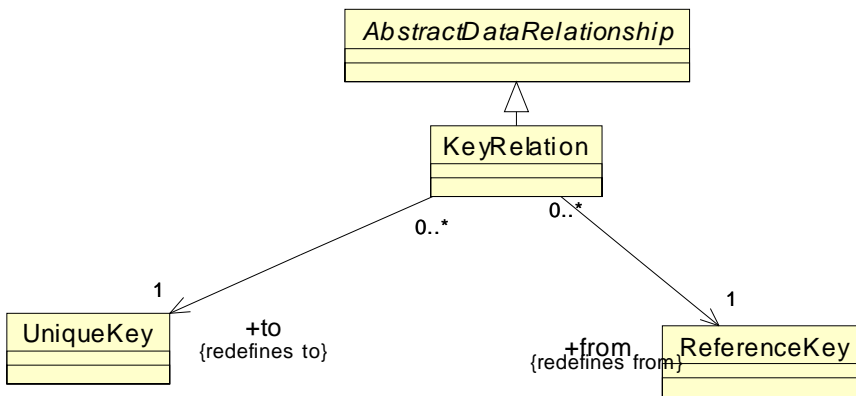 AbstractDataRelationship
KeyRelation
0..*
0..*
1
1
UniqueKey
+to
{redefines to}
+from
{redefines from}
ReferenceKey